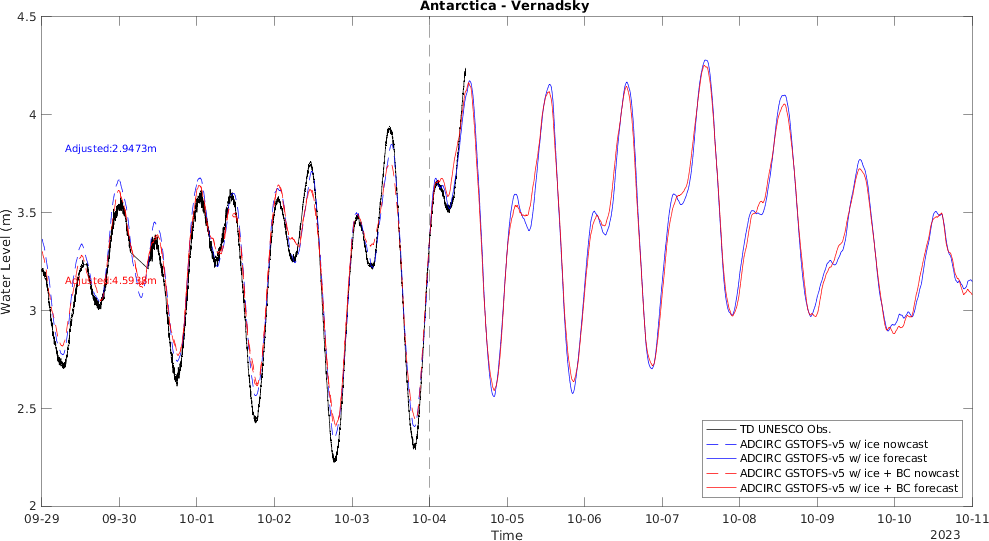 Antarctica - Vernadsky
4.5
4
3.5
3
2.5
2
Water Level (m)
Adjusted:2.9473m
TD UNESCO Obs.
ADCIRC GSTOFS-v5 w/ ice nowcast
ADCIRC GSTOFS-v5 w/ ice forecast
ADCIRC GSTOFS-v5 w/ ice + BC nowcast
ADCIRC GSTOFS-v5 w/ ice + BC forecast
09-29 09-30 10-01 10-02 10-03 10-04 10-05 10-06 10-07 10-08 10-09 10-10 10-11
Time
2023